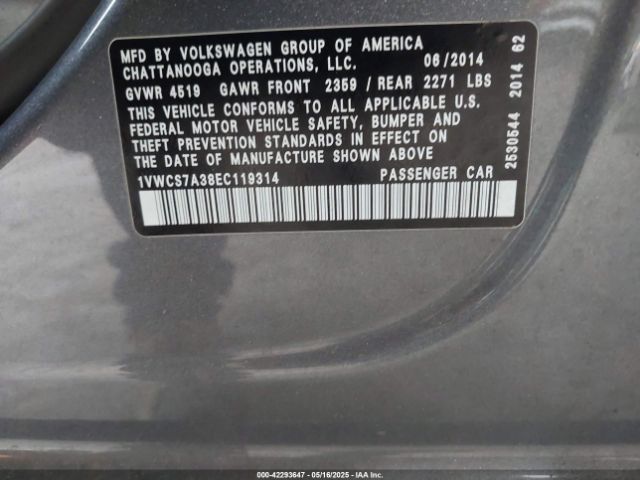 MFD BY VOLKSWAGEN GROUP OF AMERICA
CHATTANOOGA OPERATIONS, LLC. 06/2014
GVWR 4519 GAWR FRONT 2359 / REAR 2271 LBS
THIS VEHICLE CONFORMS TO ALL APPLICABLE U.S.
FEDERAL MOTOR VEHICLE SAFETY, BUMPER AND
THEFT PREVENTION STANDARDS IN EFFECT ON
THE DATE OF MANUFACTURE SHOWN ABOVE
1VWCS7A38EC119314 PASSENGER CAR
2530544 2014 62
000-42293647 - 05/16/2025 - IAAI, Inc.